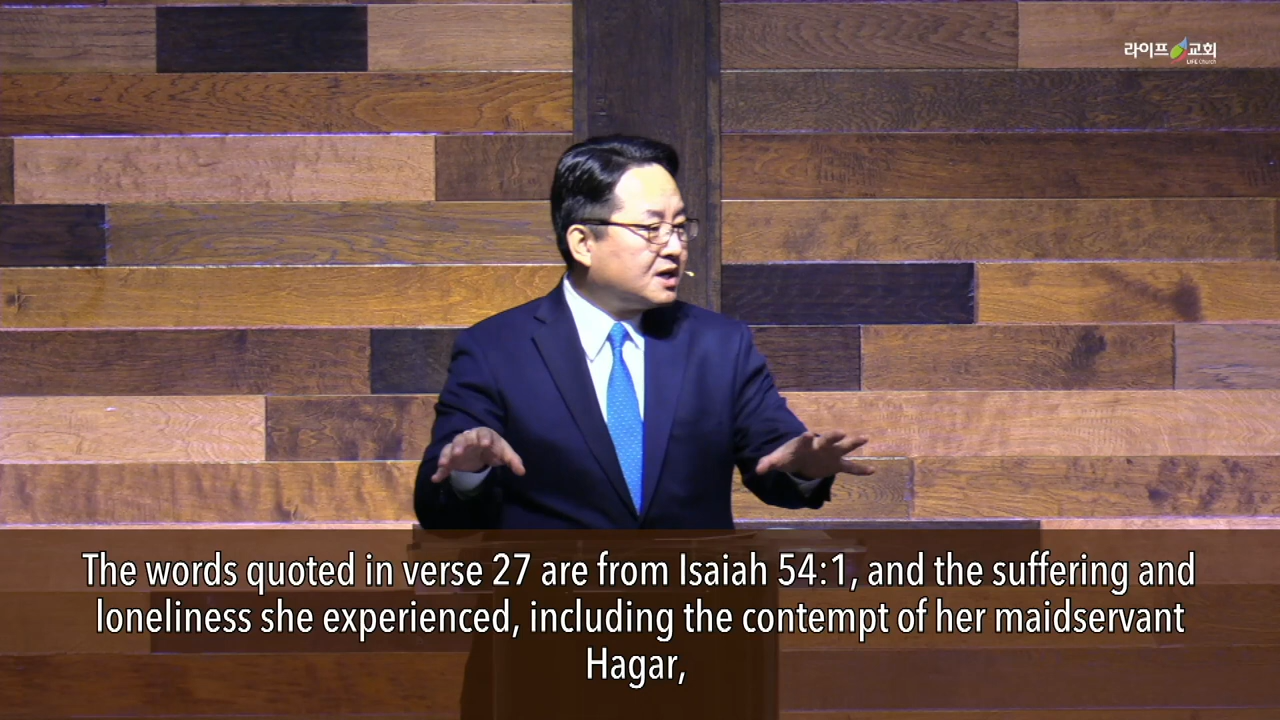 라이프 교회
LIFE Church
The words quoted in verse 27 are from Isaiah 54:1, and the suffering and
loneliness she experienced, including the contempt of her maidservant
Hagar,